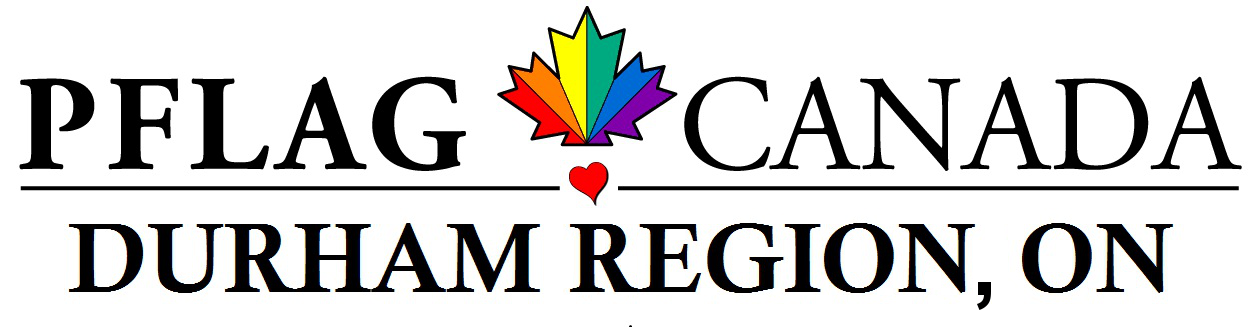 PFLAG CANADA
DURHAM REGION, ON